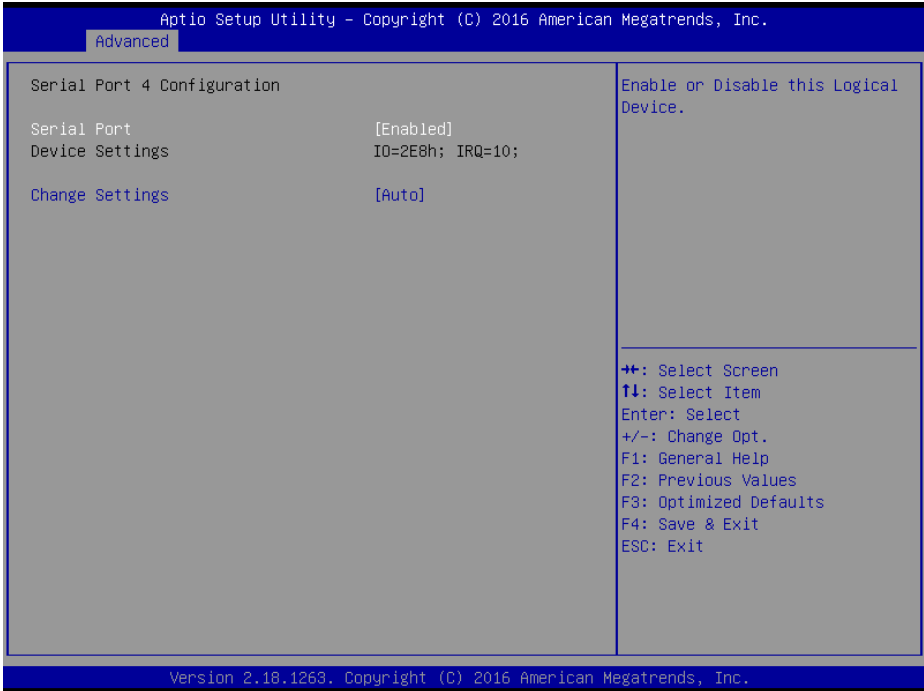 Aptio Setup Utility – Copyright (C) 2016 American Megatrends, Inc.
Advanced
Serial Port 4 Configuration
Serial Port [Enabled]
Device Settings IO=2E8h; IRQ=10;
Change Settings [Auto]
Enable or Disable this Logical
Device.
→←: Select Screen
↑↓: Select Item
Enter: Select
+/-: Change Opt.
F1: General Help
F2: Previous Values
F3: Optimized Defaults
F4: Save & Exit
ESC: Exit
Version 2.18.1263. Copyright (C) 2016 American Megatrends, Inc.